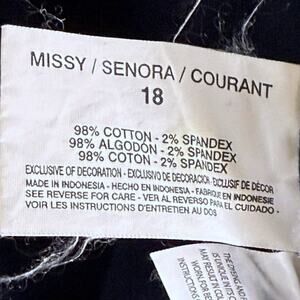 MISSY / SENORA / COURANT
18
98% COTTON - 2% SPANDEX
98% ALGODON - 2% SPANDEX
98% COTON - 2% SPANDEX
EXCLUSIVE OF DECORATION - EXCLUSIVO DE DECORACION - EXCLUSIF DE DÉCOR
MADE IN INDONESIA - HECHO EN INDONESIA - FABRIQUE EN INDONESIE
SEE REVERSE FOR CARE - VER AL REVERSO PARA EL CUIDADO -
VOIR LES INSTRUCTIONS D'ENTRETIEN AU DOS